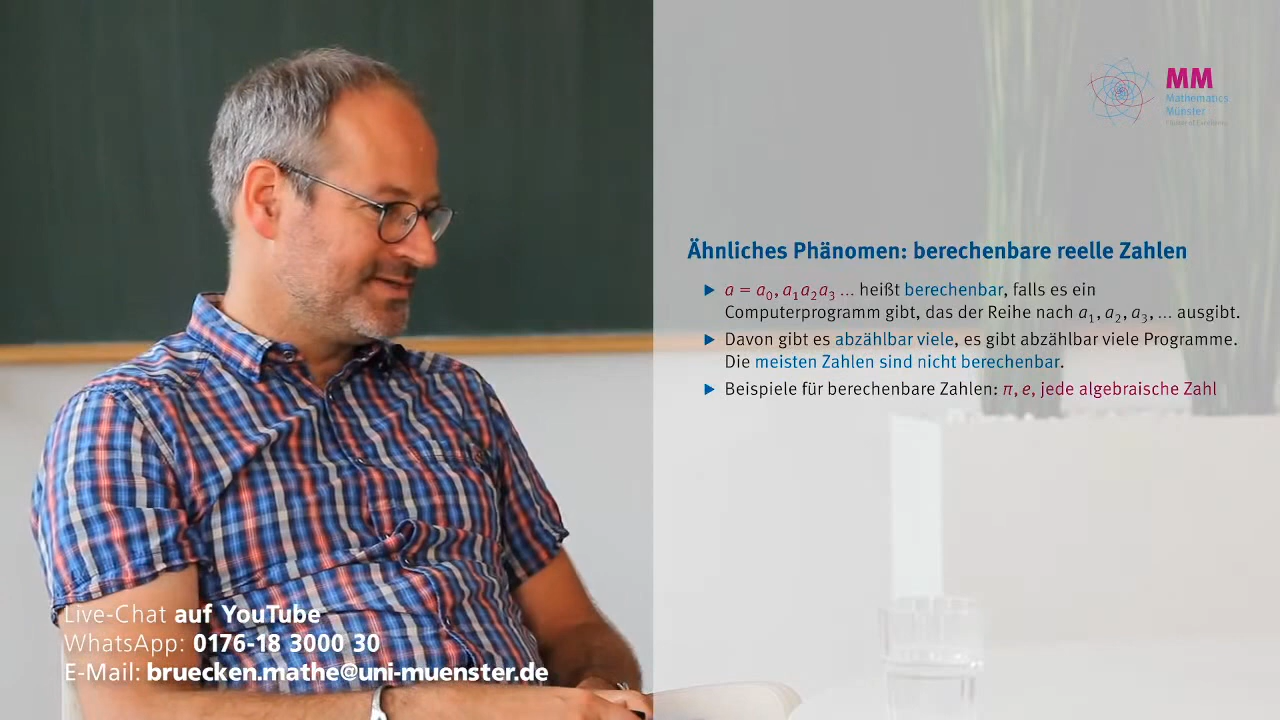 MM
Mathematics
Münster
Cluster of Excellence
Ähnliches Phänomen: berechenbare reelle Zahlen
▶ a = a₀, a₁a₂a₃ … heißt berechenbar, falls es ein
Computerprogramm gibt, das der Reihe nach a₁, a₂, a₃, … ausgibt.
▶ Davon gibt es abzählbar viele, es gibt abzählbar viele Programme.
Die meisten Zahlen sind nicht berechenbar.
▶ Beispiele für berechenbare Zahlen: π, e, jede algebraische Zahl
Live-Chat auf YouTube
WhatsApp: 0176-18 3000 30
E-Mail: bruecken.mathe@uni-muenster.de